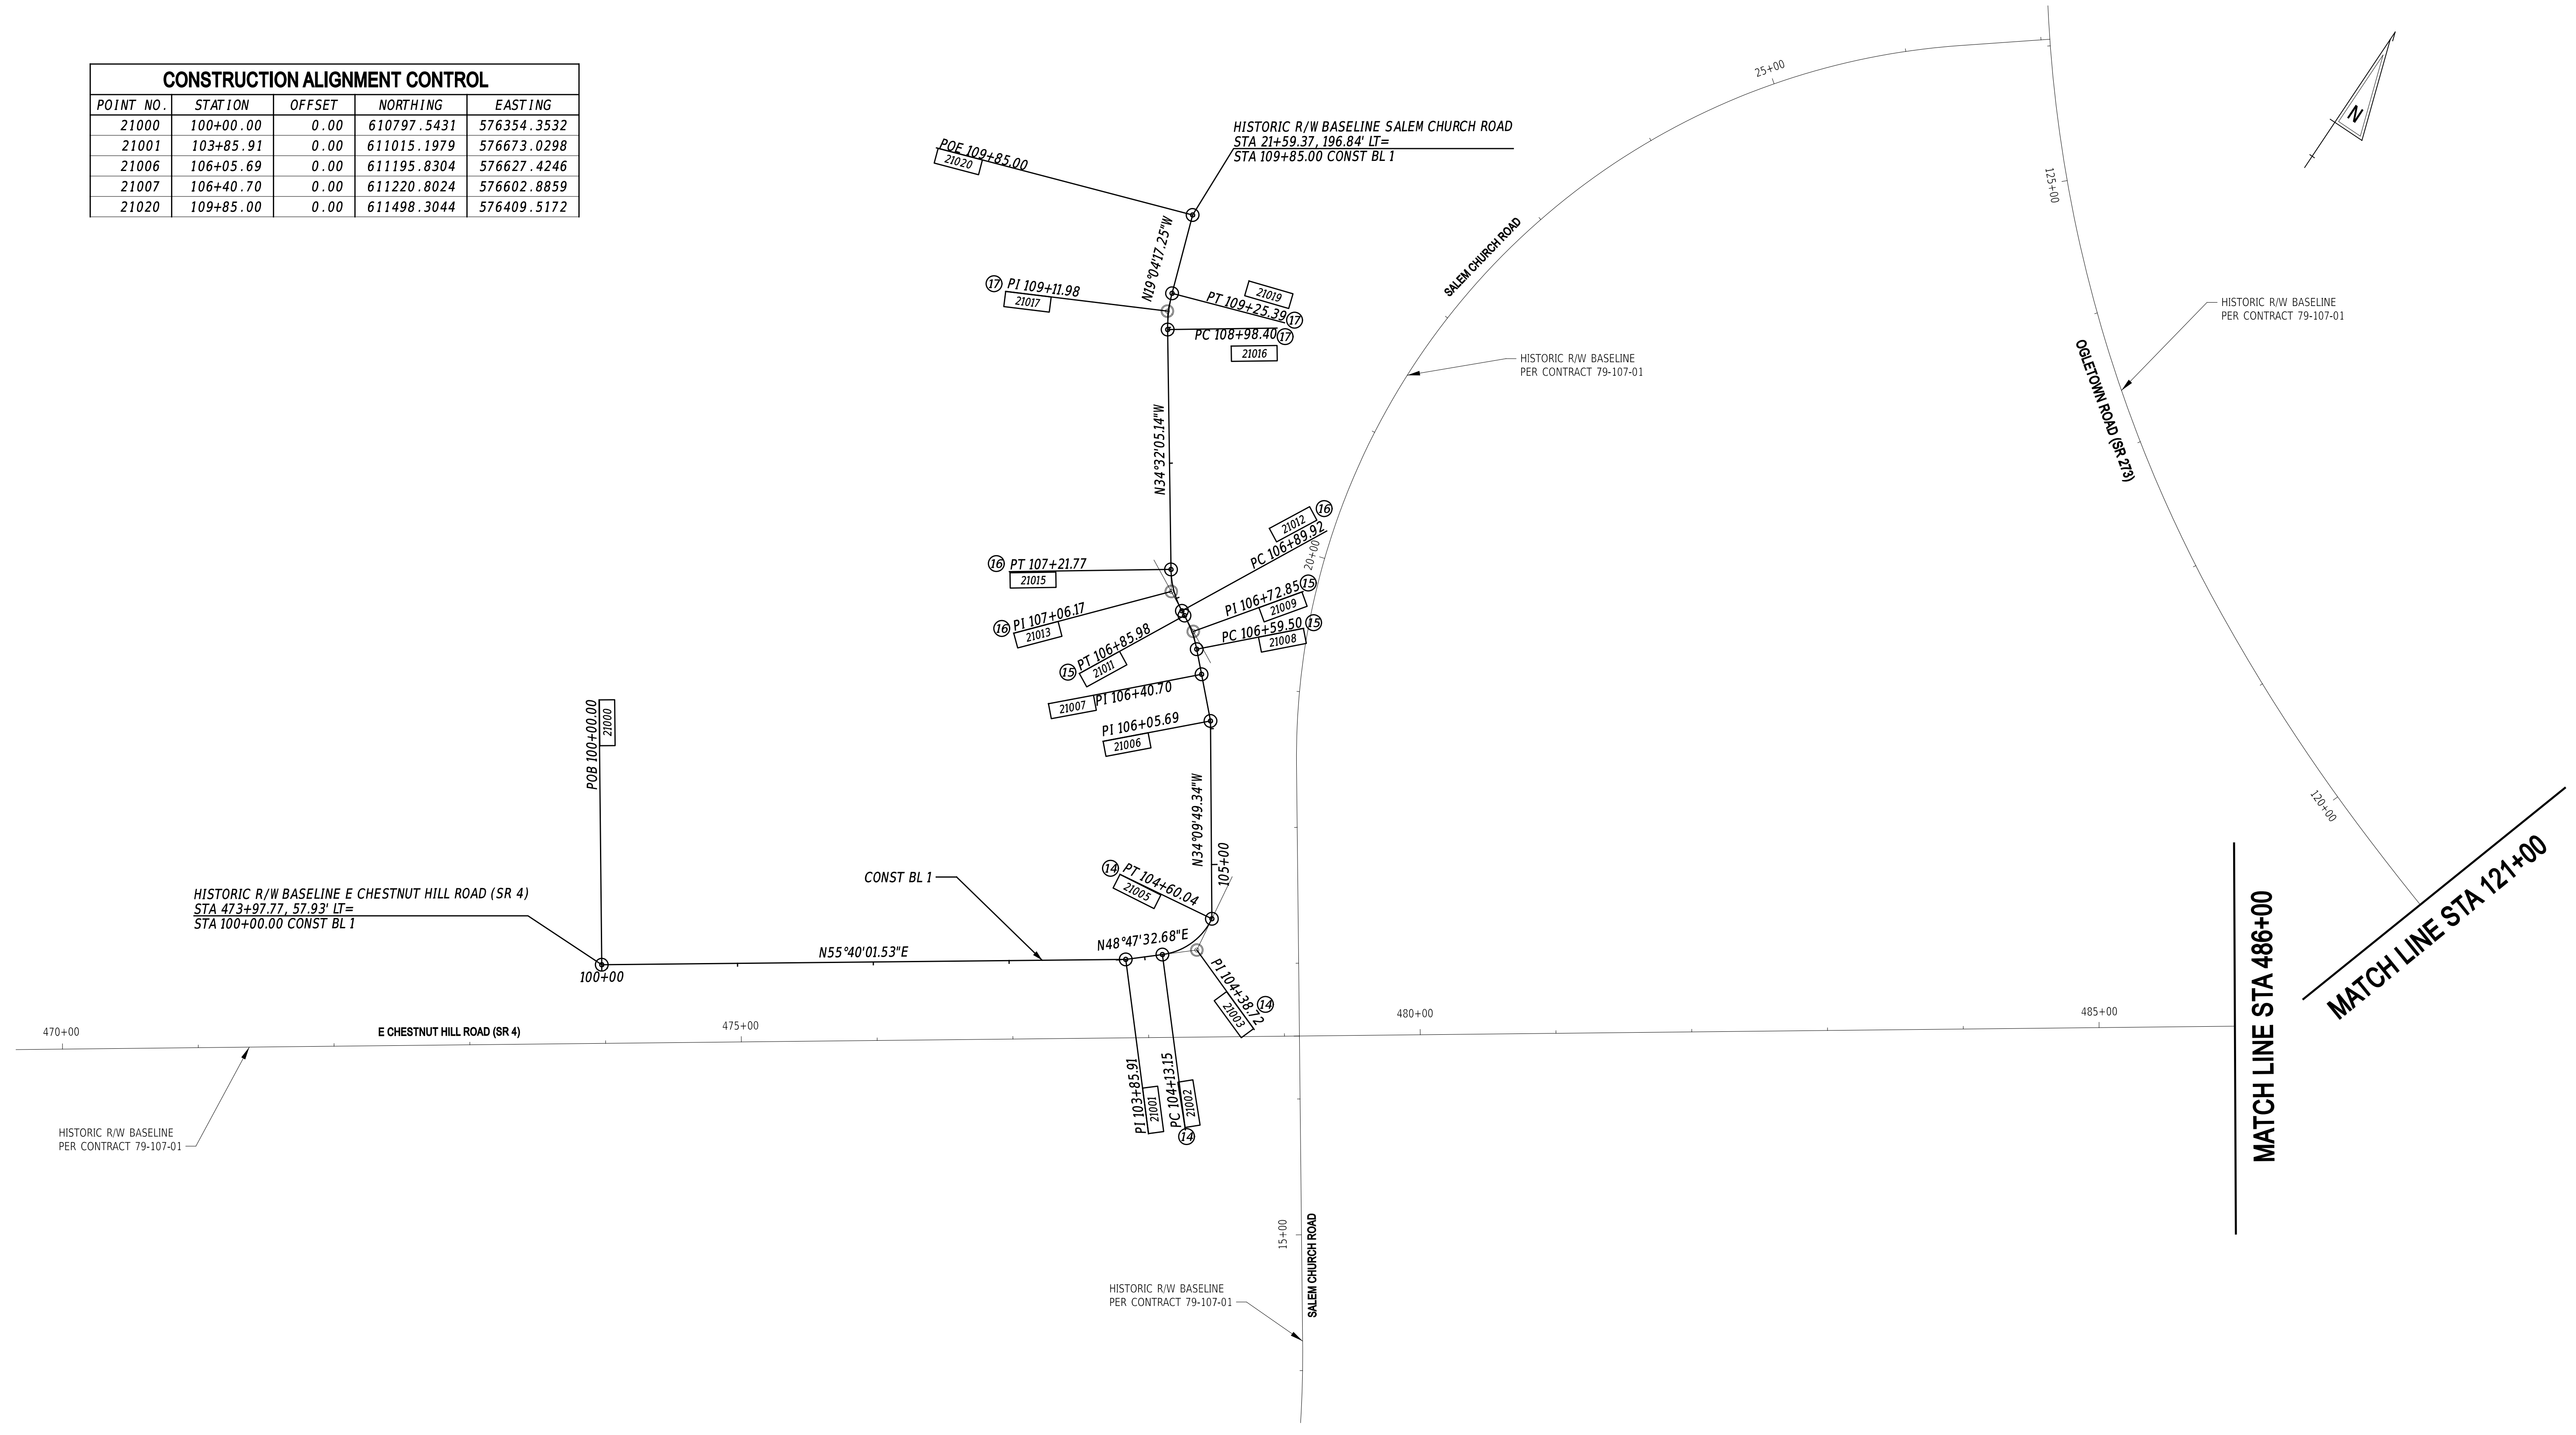 CONSTRUCTION ALIGNMENT CONTROL
POINT NO. STATION OFFSET NORTHING EASTING
21000 100+00.00 0.00 610797.5431 576354.3532
21001 103+85.91 0.00 611015.1979 576673.0298
21006 106+05.69 0.00 611195.8304 576627.4246
21007 106+40.70 0.00 611220.8024 576602.8859
21020 109+85.00 0.00 611498.3044 576409.5172
N
HISTORIC R/W BASELINE SALEM CHURCH ROAD
STA 21+59.37, 196.84' LT=
STA 109+85.00 CONST BL 1
POE 109+85.00
21020
N19°04'17.25"W
17 PI 109+11.98
21017
21019
PT 109+25.39 17
PC 108+98.40 17
21016
N34°32'05.14"W
25+00
SALEM CHURCH ROAD
HISTORIC R/W BASELINE
PER CONTRACT 79-107-01
125+00
OGLETOWN ROAD (SR 273)
HISTORIC R/W BASELINE
PER CONTRACT 79-107-01
120+00
MATCH LINE STA 121+00
MATCH LINE STA 486+00
21012 16
PC 106+89.92
20+00
16 PT 107+21.77
21015
PI 106+72.85 15
21009
16 PI 107+06.17
21013
PC 106+59.50 15
21008
15 PT 106+85.98
21011
21007 PI 106+40.70
PI 106+05.69
21006
POB 100+00.00
21000
N34°09'49.34"W
105+00
14 PT 104+60.04
21005
CONST BL 1
HISTORIC R/W BASELINE E CHESTNUT HILL ROAD (SR 4)
STA 473+97.77, 57.93' LT=
STA 100+00.00 CONST BL 1
100+00
N55°40'01.53"E
N48°47'32.68"E
PI 104+38.72 14
21003
470+00
E CHESTNUT HILL ROAD (SR 4)
475+00
480+00
485+00
PI 103+85.91
21001
PC 104+13.15
21002
14
HISTORIC R/W BASELINE
PER CONTRACT 79-107-01
15+00
SALEM CHURCH ROAD
HISTORIC R/W BASELINE
PER CONTRACT 79-107-01